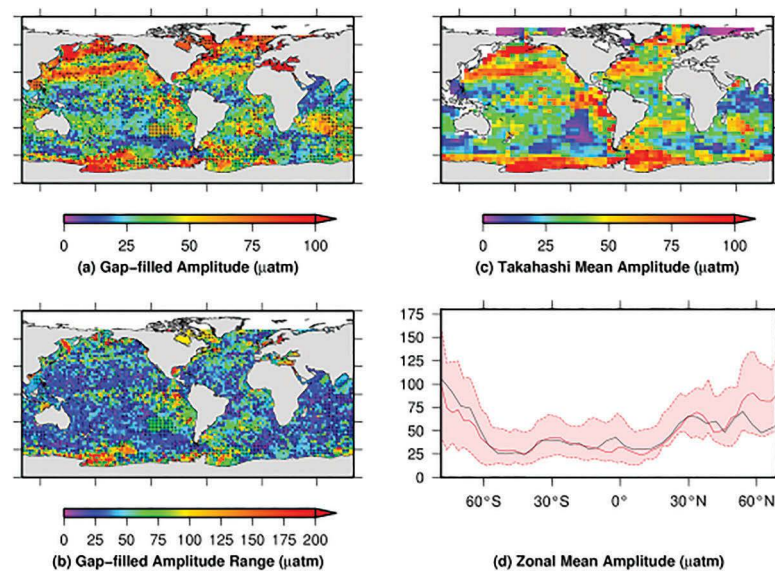 0 25 50 75 100
(a) Gap−filled Amplitude (µatm)
0 25 50 75 100
(c) Takahashi Mean Amplitude (µatm)
0 25 50 75 100 125 150 175 200
(b) Gap−filled Amplitude Range (µatm)
175
150
125
100
75
50
25
0
60°S 30°S 0° 30°N 60°N
(d) Zonal Mean Amplitude (µatm)